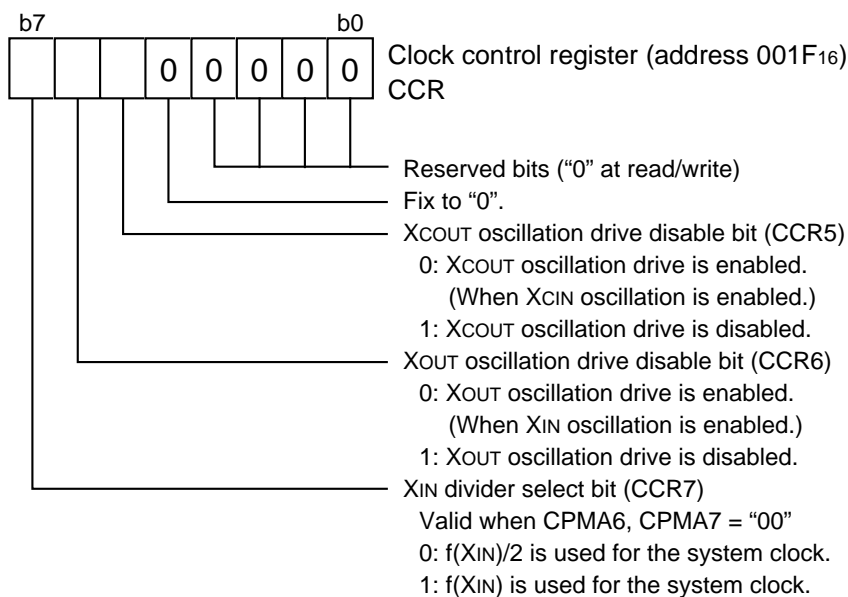 b7 b0
0 0 0 0 0
Clock control register (address 001F16)
CCR
Reserved bits (“0” at read/write)
Fix to “0”.
XCOUT oscillation drive disable bit (CCR5)
0: XCOUT oscillation drive is enabled.
(When XCIN oscillation is enabled.)
1: XCOUT oscillation drive is disabled.
XOUT oscillation drive disable bit (CCR6)
0: XOUT oscillation drive is enabled.
(When XIN oscillation is enabled.)
1: XOUT oscillation drive is disabled.
XIN divider select bit (CCR7)
Valid when CPMA6, CPMA7 = “00”
0: f(XIN)/2 is used for the system clock.
1: f(XIN) is used for the system clock.